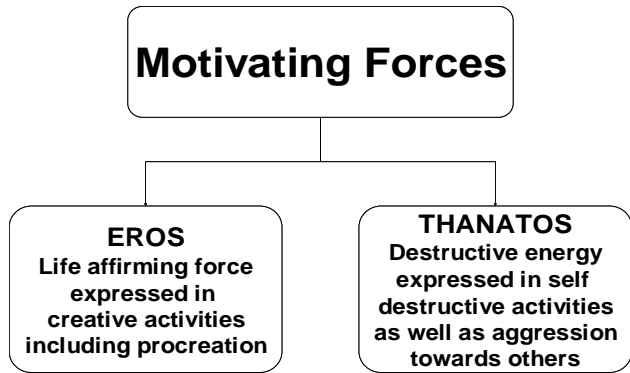 Motivating Forces
EROS
Life affirming force
expressed in
creative activities
including procreation
THANATOS
Destructive energy
expressed in self
destructive activities
as well as aggression
towards others